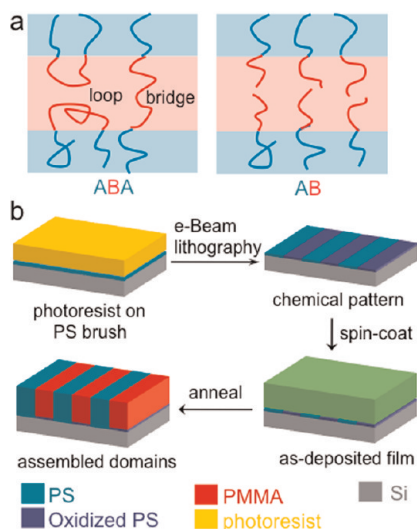 a
loop bridge
ABA
AB
b
e-Beam
lithography
photoresist on
PS brush
chemical pattern
spin-coat
anneal
assembled domains
as-deposited film
PS
PMMA
Si
Oxidized PS
photoresist